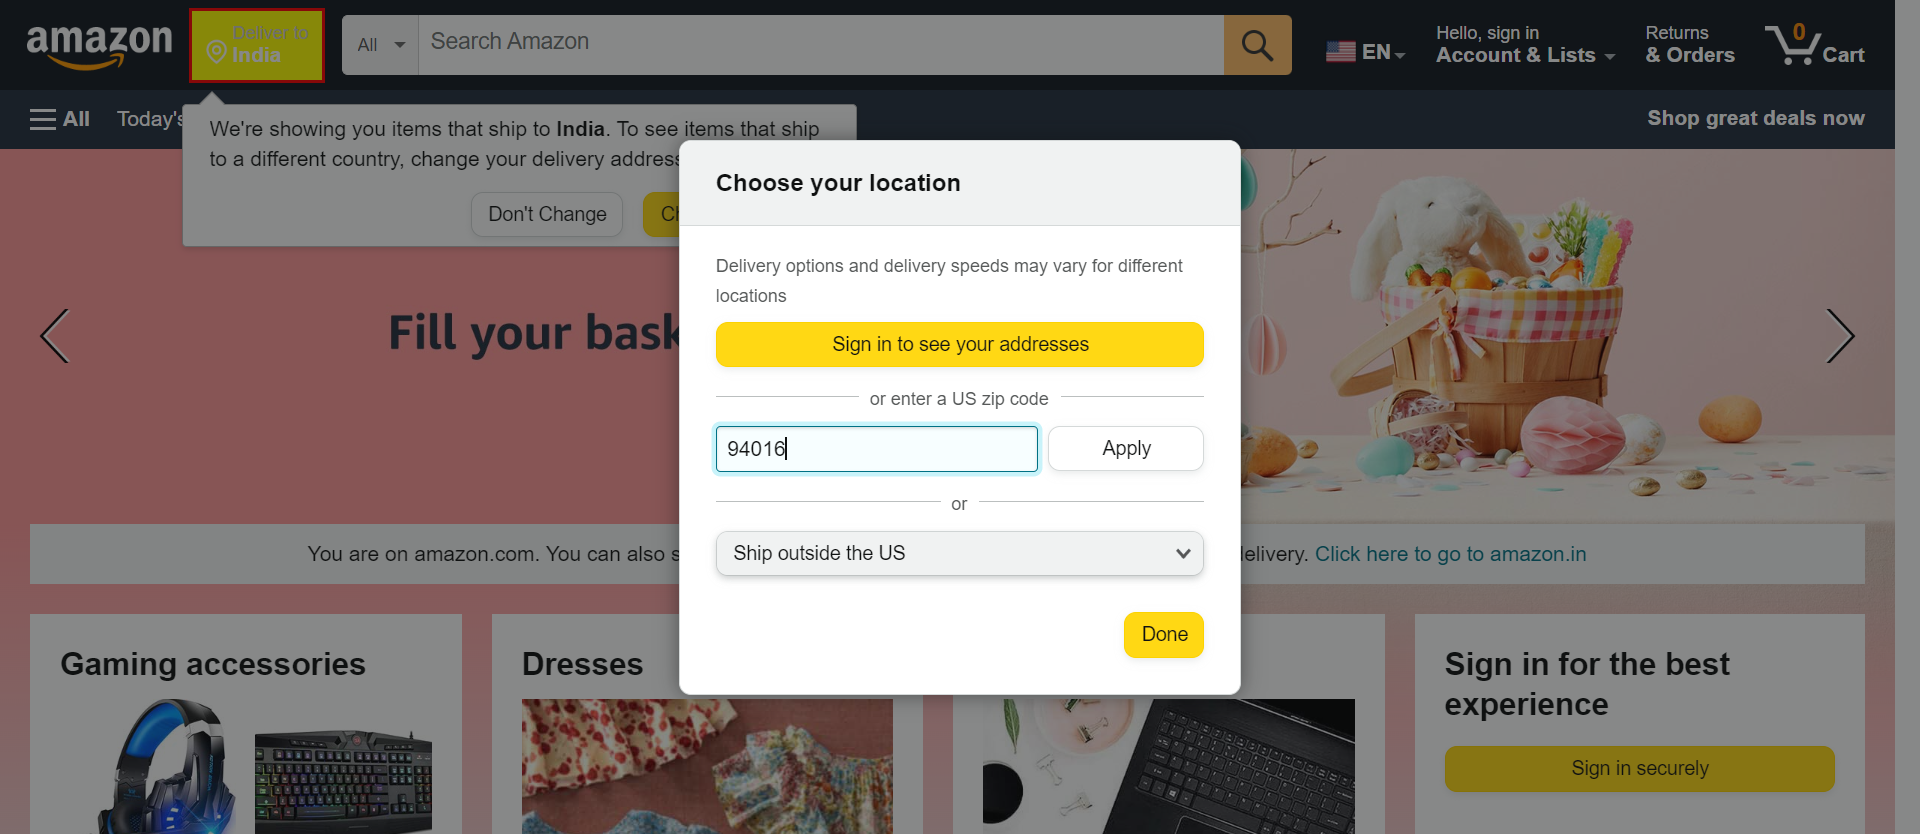 amazon
Deliver to
India
All
Search Amazon
EN
Hello, sign in
Account & Lists
Returns
& Orders
0
Cart
All
Today's
Shop great deals now
We're showing you items that ship to India. To see items that ship
to a different country, change your delivery address
Don't Change
Ch
Choose your location
Delivery options and delivery speeds may vary for different
locations
Sign in to see your addresses
or enter a US zip code
94016
Apply
or
Ship outside the US
Done
Fill your bask
You are on amazon.com. You can also s
delivery. Click here to go to amazon.in
Gaming accessories
Dresses
Sign in for the best
experience
Sign in securely